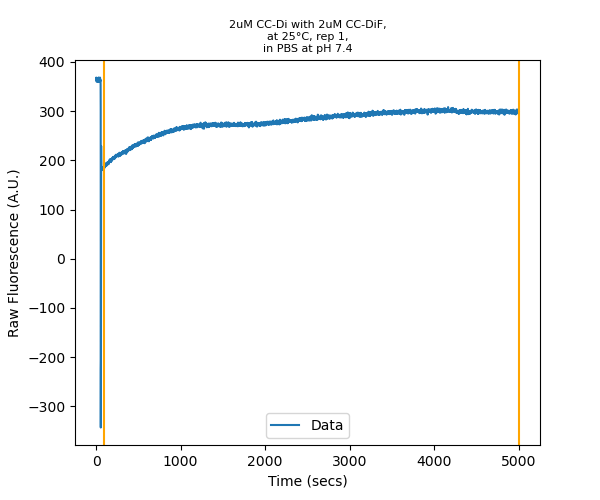 2uM CC-Di with 2uM CC-DiF,
at 25°C, rep 1,
in PBS at pH 7.4
400
300
200
100
0
−100
−200
−300
Raw Fluorescence (A.U.)
Data
0
1000
2000
3000
4000
5000
Time (secs)